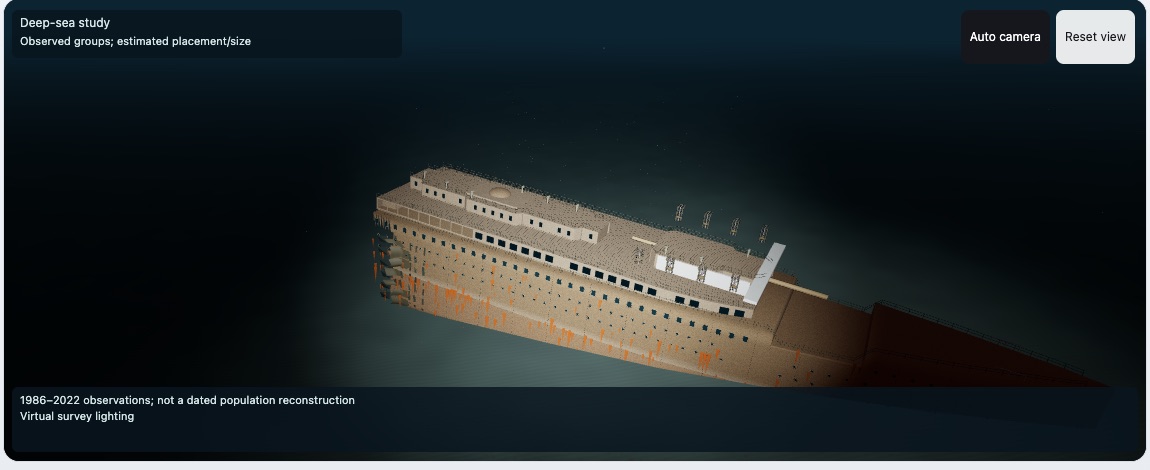 Deep-sea study
Observed groups; estimated placement/size
Auto camera
Reset view
1986–2022 observations; not a dated population reconstruction
Virtual survey lighting